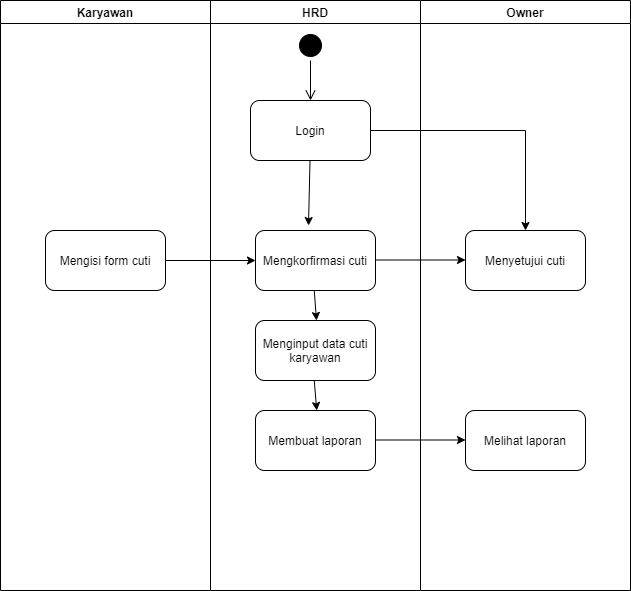 Karyawan
HRD
Owner
Login
Mengisi form cuti
Mengkorfirmasi cuti
Menyetujui cuti
Menginput data cuti
karyawan
Membuat laporan
Melihat laporan